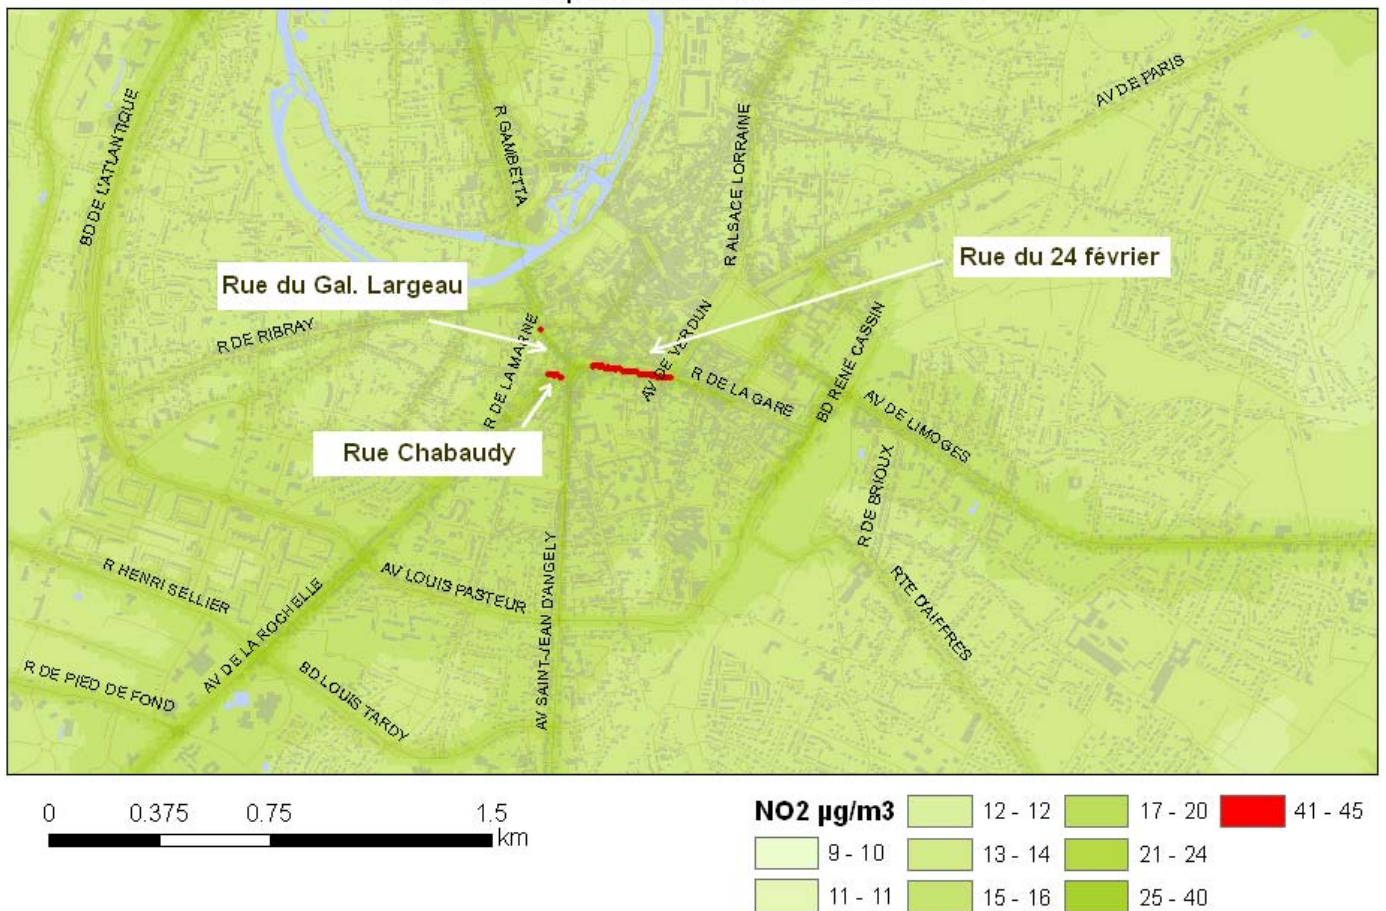 BD DE L'ATLANTIQUE
R GAMBETTA
R ALSACE LORRAINE
AV DE PARIS
Rue du 24 février
Rue du Gal. Largeau
R DE RIBRAY
R DE LA MARNE
AV DE VERDUN
R DE LA GARE
BD RENE CASSIN
AV DE LIMOGES
Rue Chabaudy
R DE BRIOUX
R HENRI SELLIER
AV LOUIS PASTEUR
AV SAINT-JEAN D'ANGELY
RTE D'AIFFRES
AV DE LA ROCHELLE
R DE PIED DE FOND
BD LOUIS TARDY
0 0.375 0.75 1.5
km
NO2 µg/m3
9 - 10
11 - 11
12 - 12
13 - 14
15 - 16
17 - 20
21 - 24
25 - 40
41 - 45